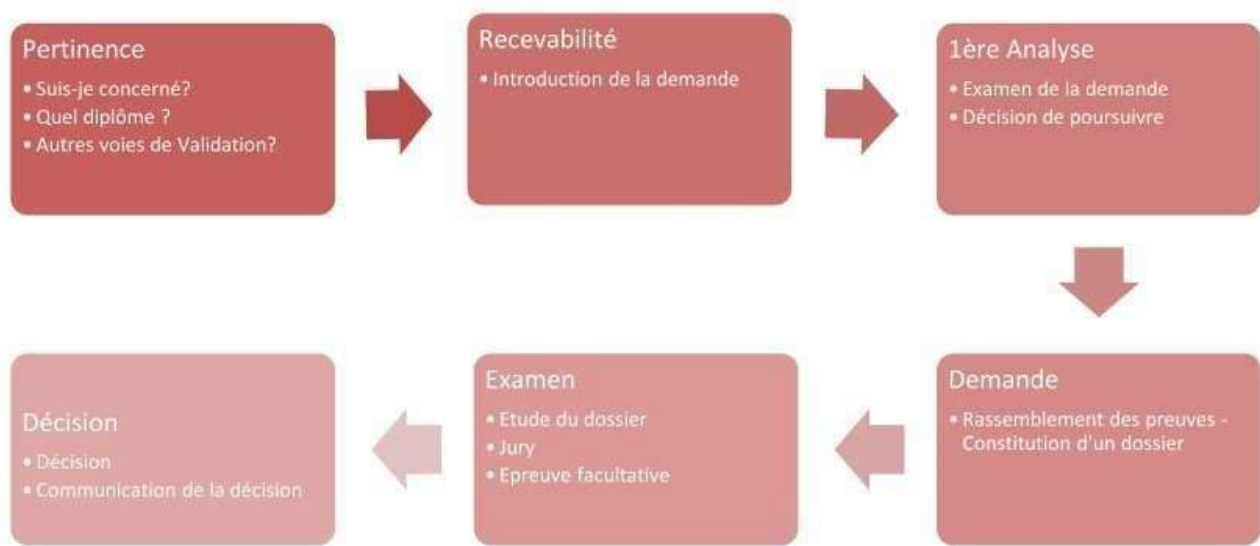 Pertinence
• Suis-je concerné?
• Quel diplôme ?
• Autres voies de Validation?
Recevabilité
• Introduction de la demande
1ère Analyse
• Examen de la demande
• Décision de poursuivre
Demande
• Rassemblement des preuves -
Constitution d'un dossier
Examen
• Etude du dossier
• Jury
• Epreuve facultative
Décision
• Décision
• Communication de la décision